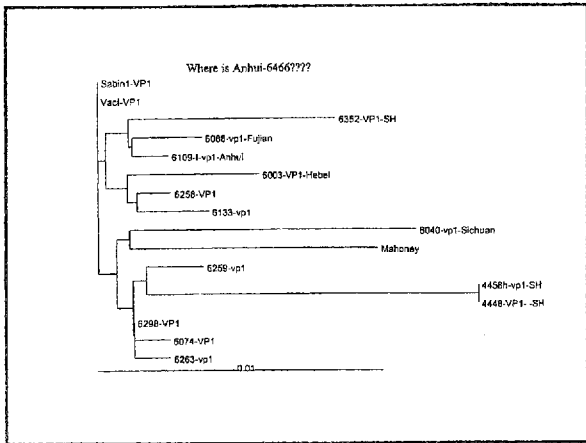 Where is Anhui-6466????
Sabin1-VP1
Vacl-VP1
6352-VP1-SH
6088-vp1-Fujian
6109-l-vp1-Anhui
6003-VP1-Hebei
6258-VP1
6133-vp1
6040-vp1-Sichuan
Mahoney
6259-vp1
4456h-vp1-SH
4448-VP1- -SH
6298-VP1
6074-VP1
6263-vp1
0.01